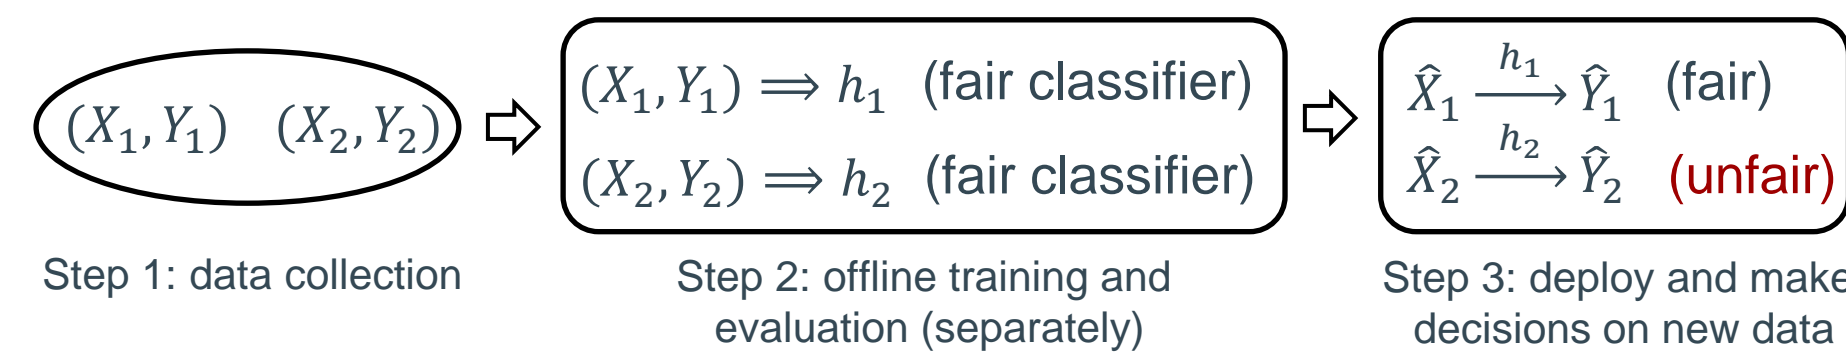 (X₁, Y₁) (X₂, Y₂)
Step 1: data collection
(X₁, Y₁) ⟹ h₁ (fair classifier)
(X₂, Y₂) ⟹ h₂ (fair classifier)
Step 2: offline training and
evaluation (separately)
h₁
X̂₁ ⟶ Ŷ₁ (fair)
h₂
X̂₂ ⟶ Ŷ₂ (unfair)
Step 3: deploy and make
decisions on new data